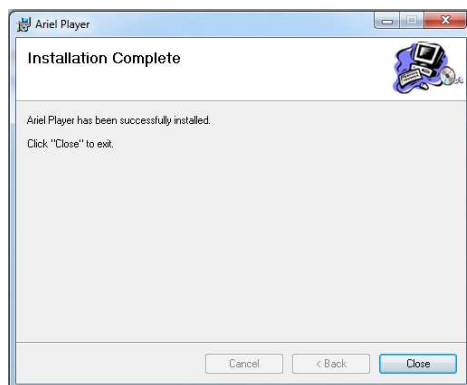 Ariel Player
Installation Complete
Ariel Player has been successfully installed.
Click "Close" to exit.
Cancel
< Back
Close